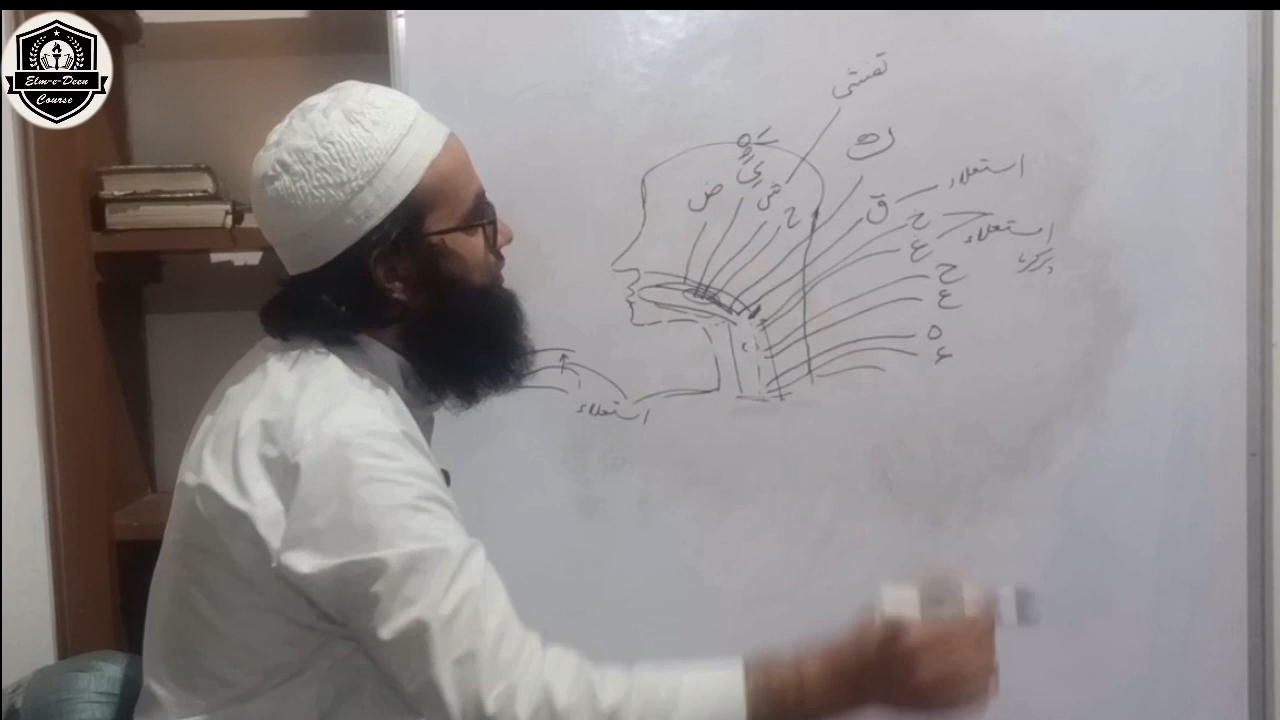 Elm-e-Deen
Course
تفشی
ك
ض
ش
ج
ق
استعلاء
خ
استعلاء
غ
ح
ع
ه
ء
استعلاء